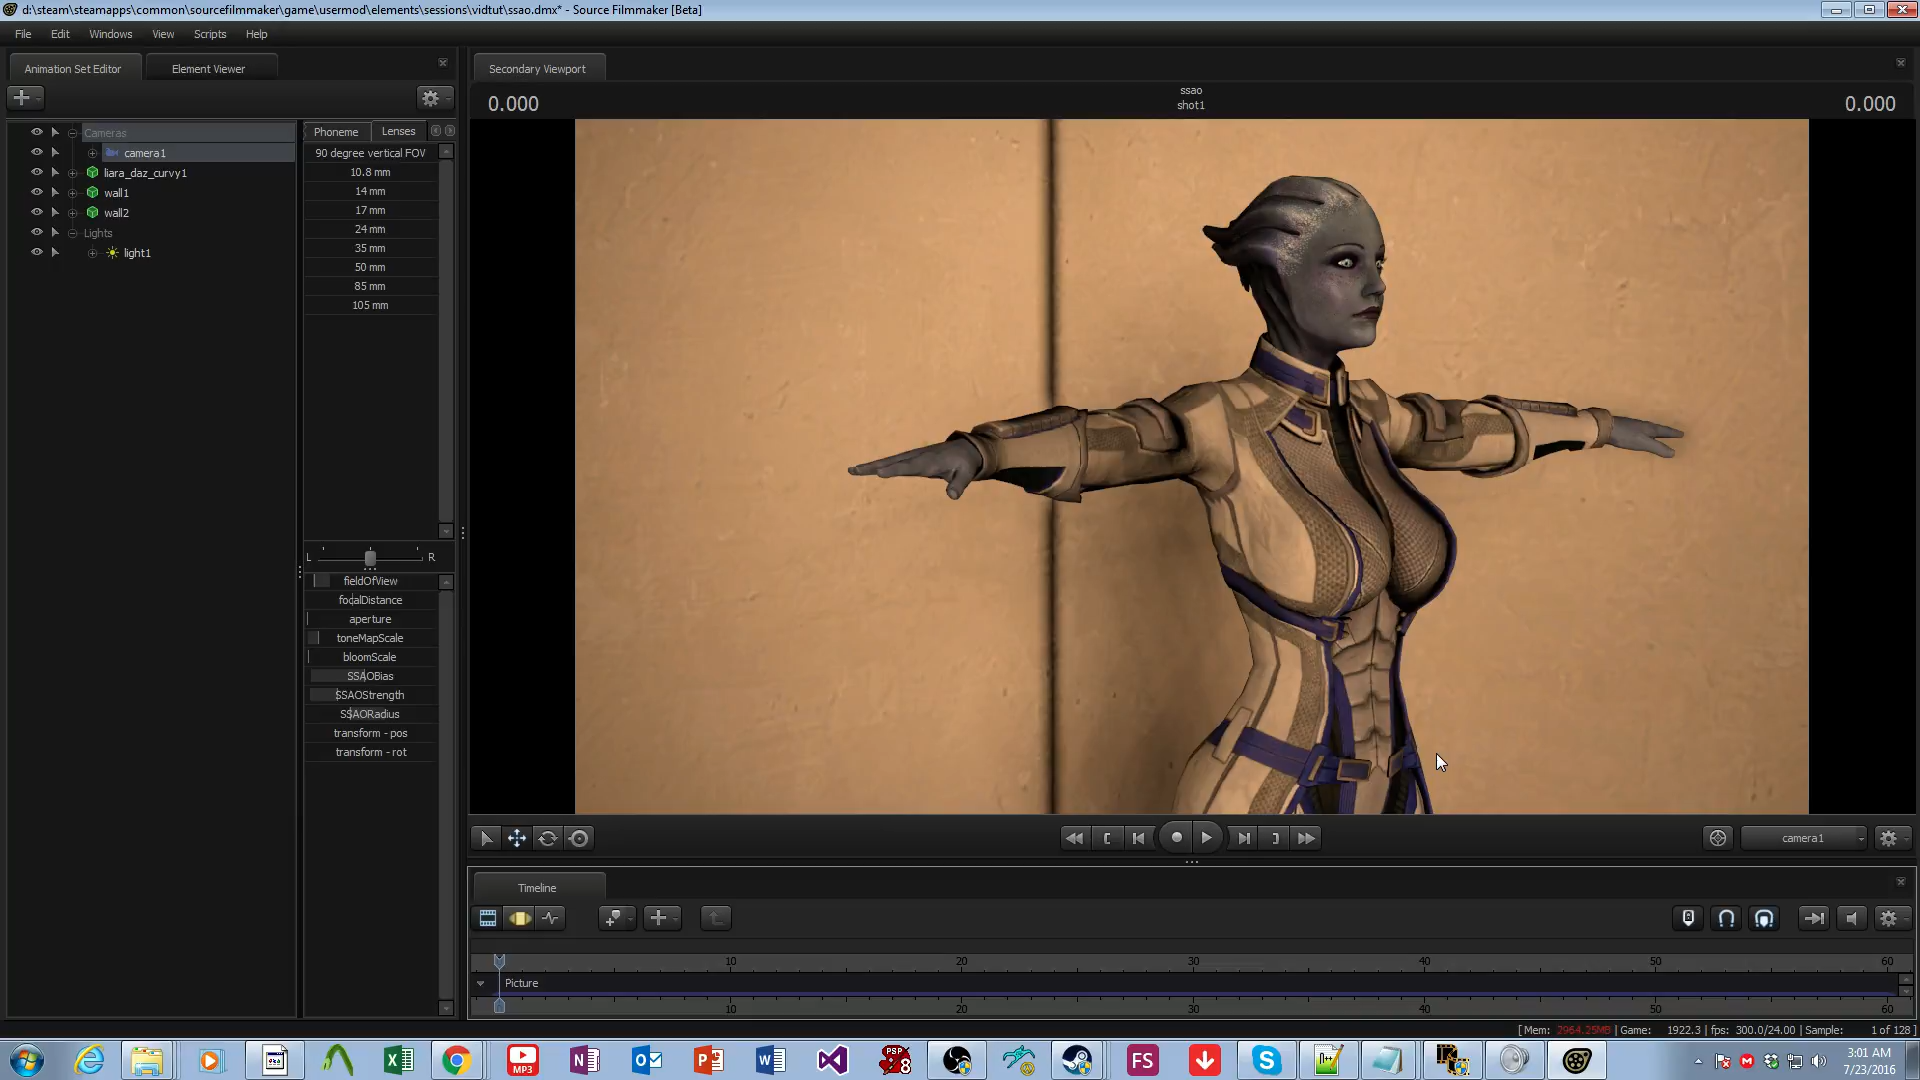 d:\steam\steamapps\common\sourcefilmmaker\game\usermod\elements\sessions\vidtut\ssao.dmx* - Source Filmmaker [Beta]
File Edit Windows View Scripts Help
Animation Set Editor Element Viewer
Secondary Viewport
0.000
ssao
shot1
0.000
Cameras
camera1
liara_daz_curvy1
wall1
wall2
Lights
light1
Phoneme Lenses
90 degree vertical FOV
10.8 mm
14 mm
17 mm
24 mm
35 mm
50 mm
85 mm
105 mm
L R
fieldOfView
focalDistance
aperture
toneMapScale
bloomScale
SSAOBias
SSAOStrength
SSAORadius
transform - pos
transform - rot
camera1
Timeline
10 20 30 40 50 60
Picture
10 20 30 40 50 60
[ Mem: 2964.25MB ] Game: 1922.3 | fps: 300.0/24.00 | Sample: 1 of 128 ]
MP3
PSP 8
FS
3:01 AM
7/23/2016